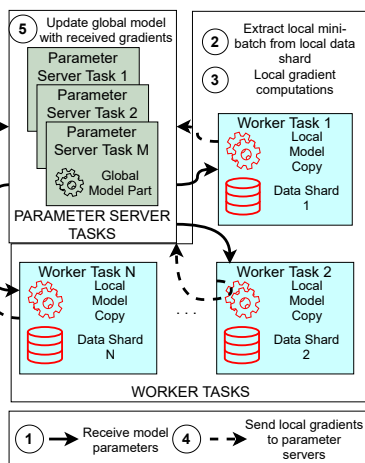 5
Update global model
with received gradients
Parameter
Server Task 1
Parameter
Server Task 2
Parameter
Server Task M
Global
Model Part
PARAMETER SERVER
TASKS
2
Extract local mini-
batch from local data
shard
3
Local gradient
computations
Worker Task 1
Local
Model
Copy
Data Shard
1
Worker Task N
Local
Model
Copy
Data Shard
N
. . .
Worker Task 2
Local
Model
Copy
Data Shard
2
WORKER TASKS
1
Receive model
parameters
4
Send local gradients
to parameter
servers